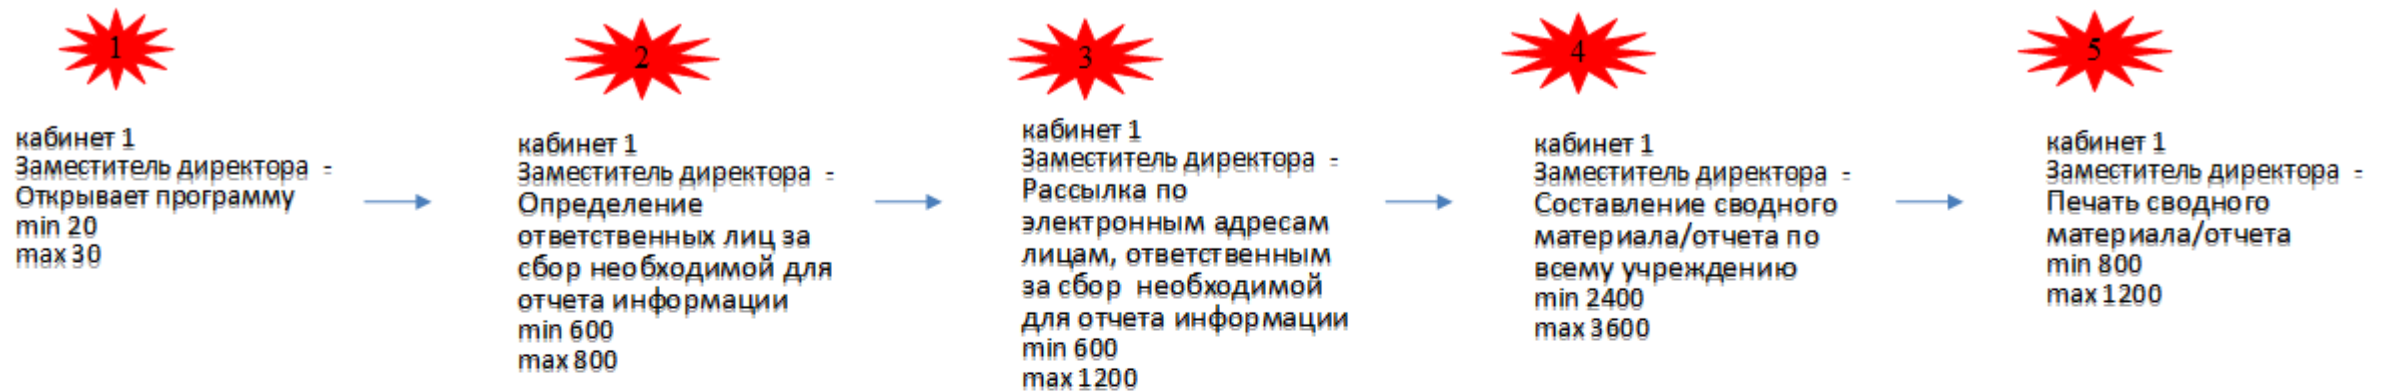 1
кабинет 1
Заместитель директора -
Открывает программу
min 20
max 30
2
кабинет 1
Заместитель директора -
Определение
ответственных лиц за
сбор необходимой для
отчета информации
min 600
max 800
3
кабинет 1
Заместитель директора -
Рассылка по
электронным адресам
лицам, ответственным
за сбор необходимой
для отчета информации
min 600
max 1200
4
кабинет 1
Заместитель директора -
Составление сводного
материала/отчета по
всему учреждению
min 2400
max 3600
5
кабинет 1
Заместитель директора -
Печать сводного
материала/отчета
min 800
max 1200